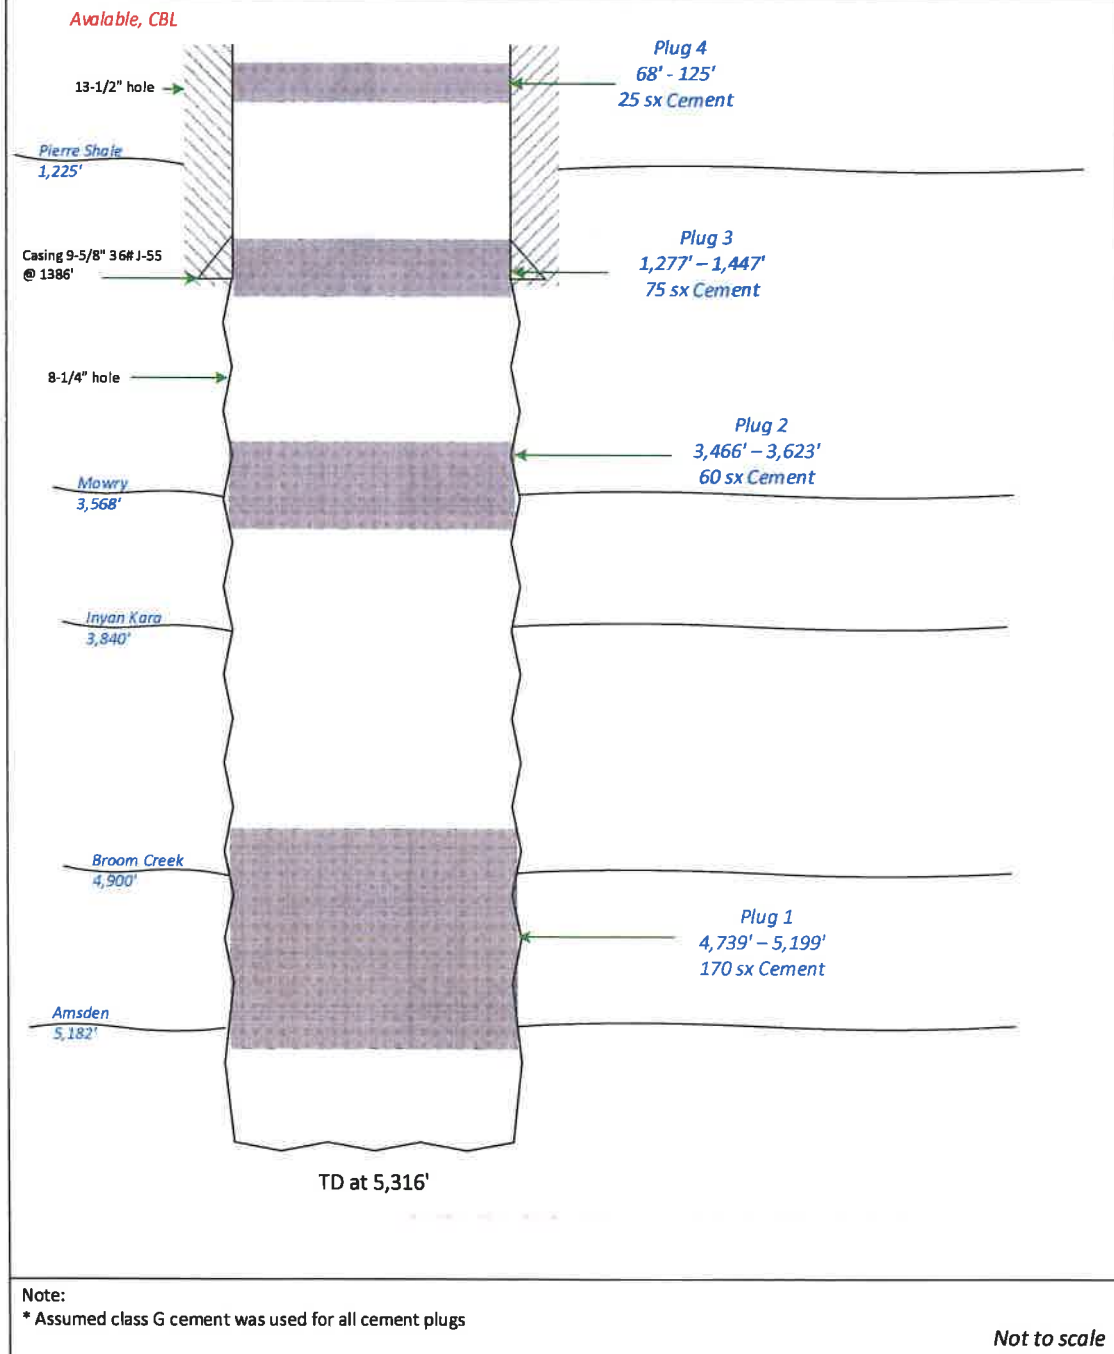 Avalable, CBL
Plug 4
68' - 125'
25 sx Cement
13-1/2" hole
Pierre Shale
1,225'
Casing 9-5/8" 36# J-55
@ 1386'
Plug 3
1,277' – 1,447'
75 sx Cement
8-1/4" hole
Plug 2
3,466' – 3,623'
60 sx Cement
Mowry
3,568'
Inyan Kara
3,840'
Broom Creek
4,900'
Plug 1
4,739' – 5,199'
170 sx Cement
Amsden
5,182'
TD at 5,316'
Note:
* Assumed class G cement was used for all cement plugs
Not to scale